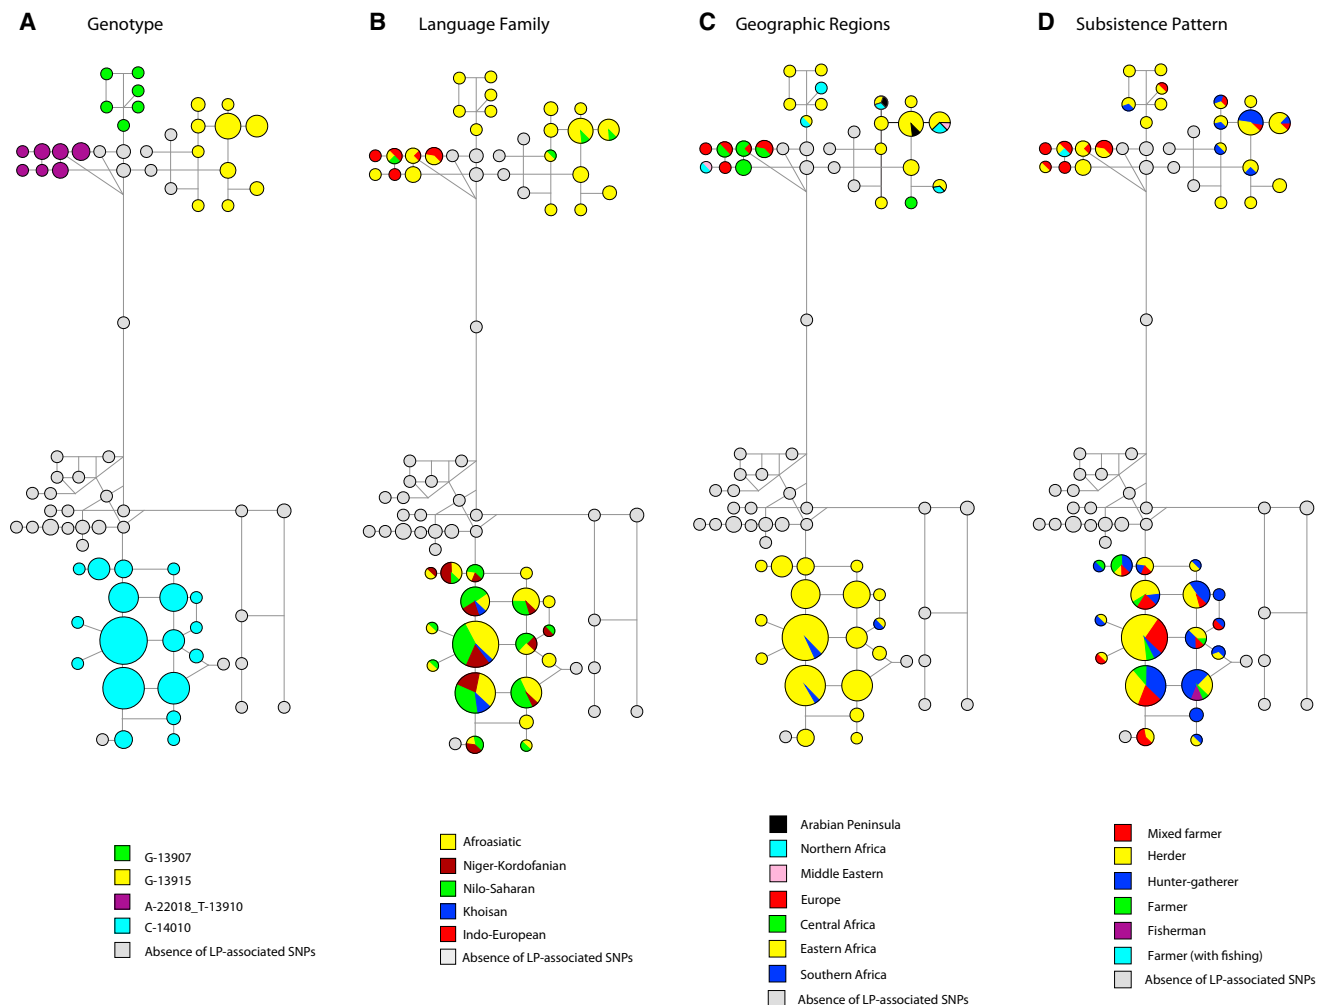 A Genotype
B Language Family
C Geographic Regions
D Subsistence Pattern
G-13907
G-13915
A-22018_T-13910
C-14010
Absence of LP-associated SNPs
Afroasiatic
Niger-Kordofanian
Nilo-Saharan
Khoisan
Indo-European
Absence of LP-associated SNPs
Arabian Peninsula
Northern Africa
Middle Eastern
Europe
Central Africa
Eastern Africa
Southern Africa
Absence of LP-associated SNPs
Mixed farmer
Herder
Hunter-gatherer
Farmer
Fisherman
Farmer (with fishing)
Absence of LP-associated SNPs